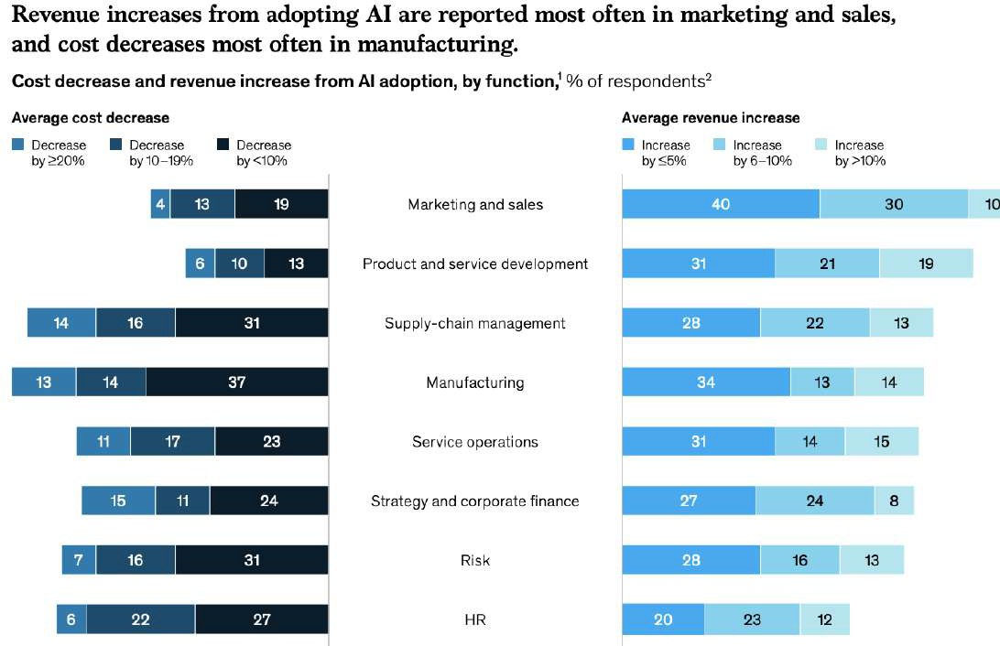 Revenue increases from adopting AI are reported most often in marketing and sales,
and cost decreases most often in manufacturing.
Cost decrease and revenue increase from AI adoption, by function,¹ % of respondents²
Average cost decrease
Average revenue increase
Decrease by ≥20%
Decrease by 10–19%
Decrease by <10%
Increase by ≤5%
Increase by 6–10%
Increase by >10%
4 13 19 Marketing and sales 40 30 10
6 10 13 Product and service development 31 21 19
14 16 31 Supply-chain management 28 22 13
13 14 37 Manufacturing 34 13 14
11 17 23 Service operations 31 14 15
15 11 24 Strategy and corporate finance 27 24 8
7 16 31 Risk 28 16 13
6 22 27 HR 20 23 12